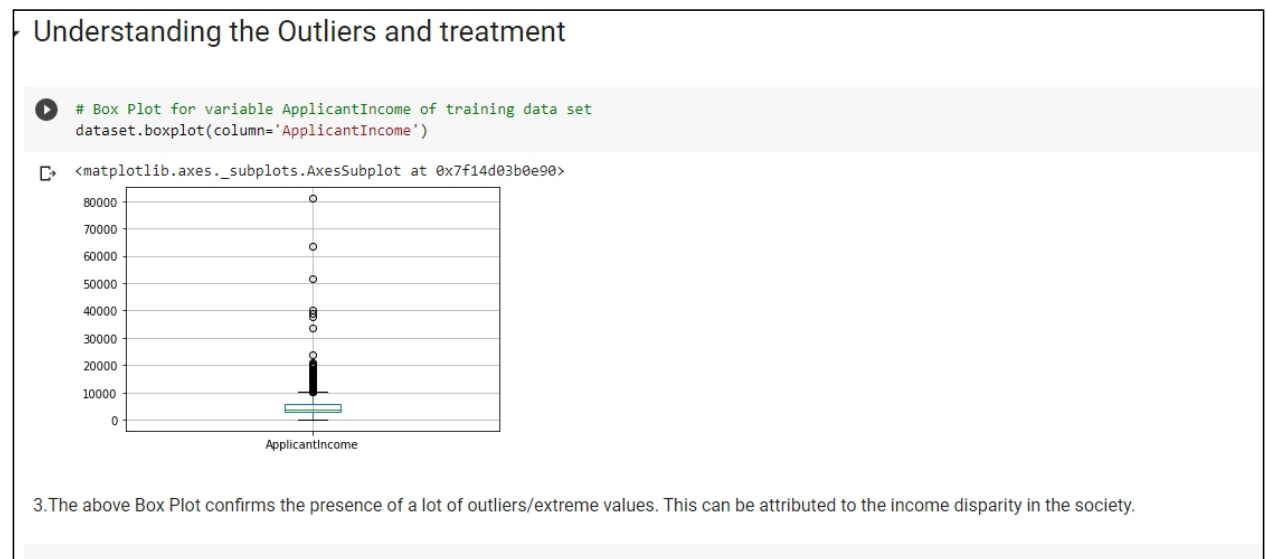 Understanding the Outliers and treatment
# Box Plot for variable ApplicantIncome of training data set
dataset.boxplot(column='ApplicantIncome')
<matplotlib.axes._subplots.AxesSubplot at 0x7f14d03b0e90>
80000
70000
60000
50000
40000
30000
20000
10000
0
ApplicantIncome
3.The above Box Plot confirms the presence of a lot of outliers/extreme values. This can be attributed to the income disparity in the society.